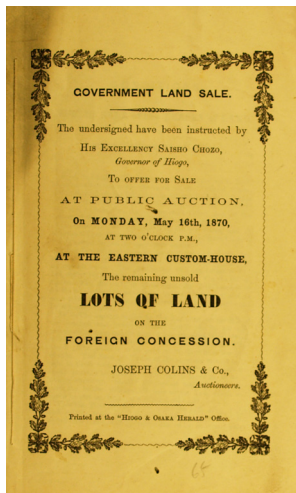 GOVERNMENT LAND SALE.
The undersigned have been instructed by
HIS EXCELLENCY SAISHO CHOZO,
Governor of Hiogo,
TO OFFER FOR SALE
AT PUBLIC AUCTION,
On MONDAY, May 16th, 1870,
AT TWO O'CLOCK P.M.,
AT THE EASTERN CUSTOM-HOUSE,
The remaining unsold
LOTS OF LAND
ON THE
FOREIGN CONCESSION.
JOSEPH COLINS & Co.,
Auctioneers.
Printed at the "HIOGO & OSAKA HERALD" Office.